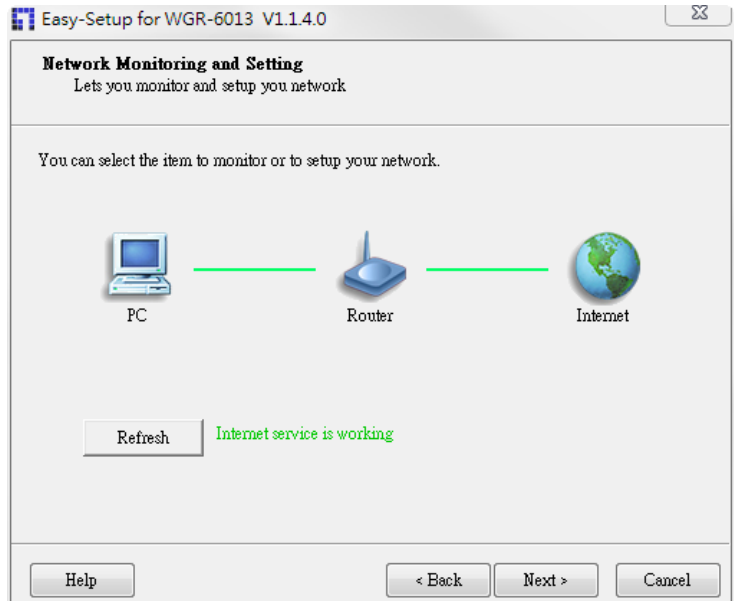 Easy-Setup for WGR-6013 V1.1.4.0
Network Monitoring and Setting
Lets you monitor and setup you network
You can select the item to monitor or to setup your network.
PC
Router
Internet
Refresh
Internet service is working
Help
< Back
Next >
Cancel